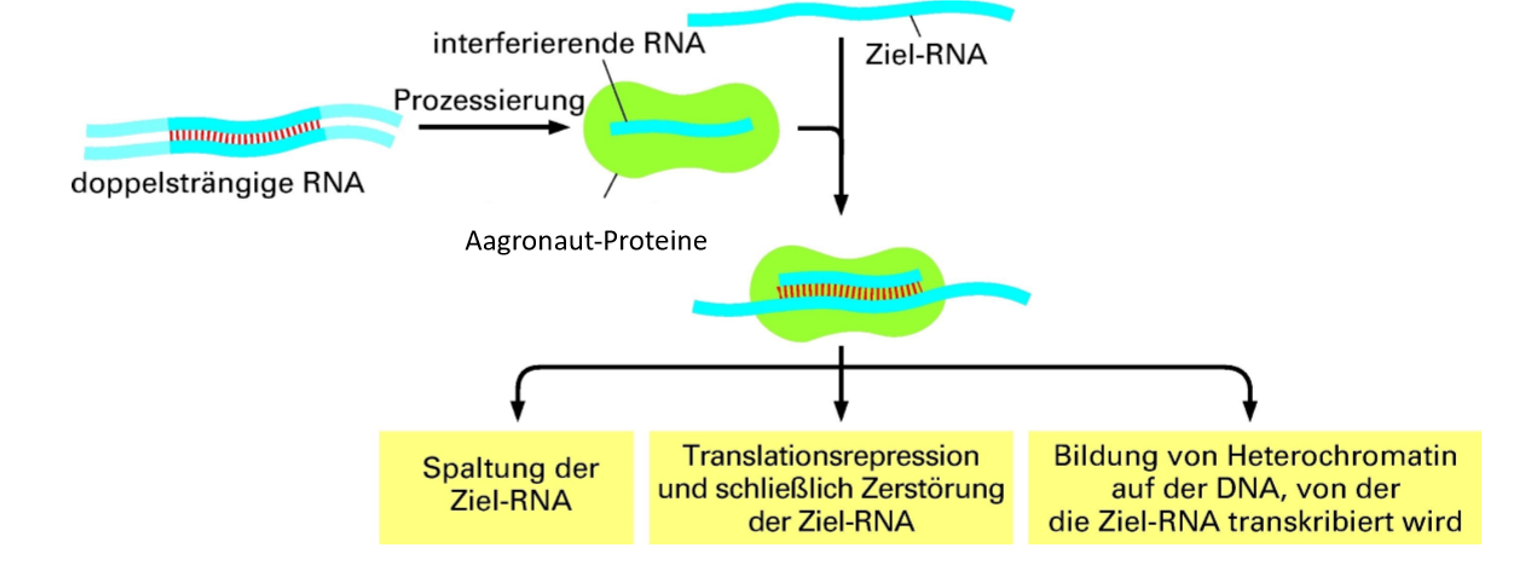 interferierende RNA
Ziel-RNA
Prozessierung
doppelsträngige RNA
Aagronaut-Proteine
Spaltung der
Ziel-RNA
Translationsrepression
und schließlich Zerstörung
der Ziel-RNA
Bildung von Heterochromatin
auf der DNA, von der
die Ziel-RNA transkribiert wird